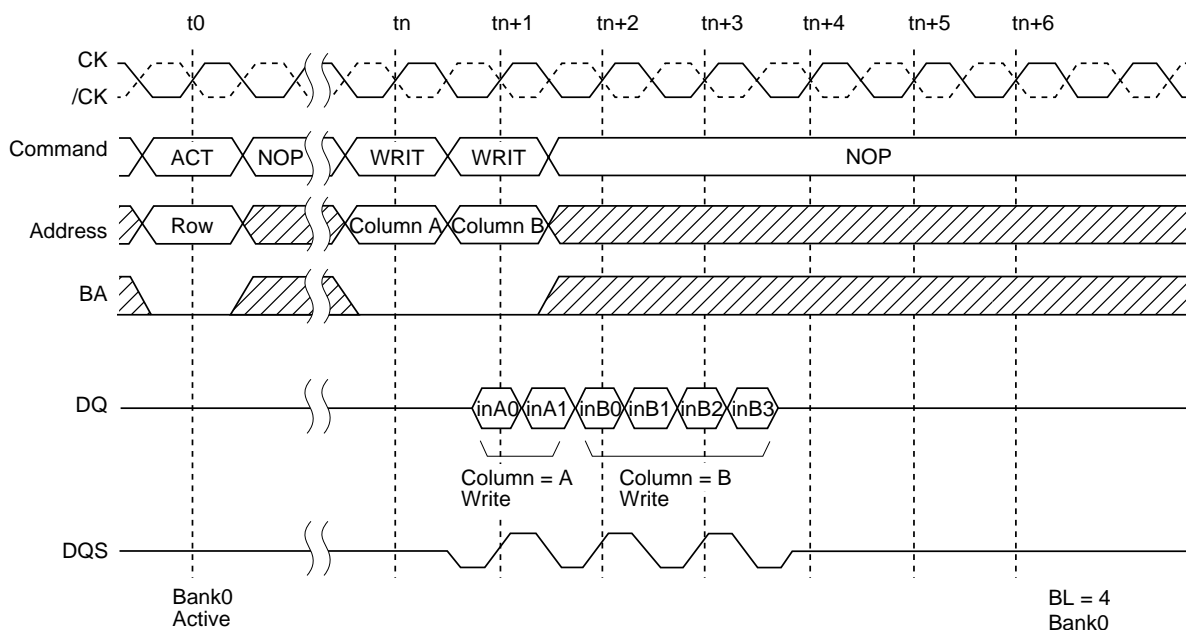 t0 tn tn+1 tn+2 tn+3 tn+4 tn+5 tn+6
CK
/CK
Command ACT NOP WRIT WRIT NOP
Address Row Column A Column B
BA
DQ inA0 inA1 inB0 inB1 inB2 inB3
Column = A Column = B
Write Write
DQS
Bank0 BL = 4
Active Bank0